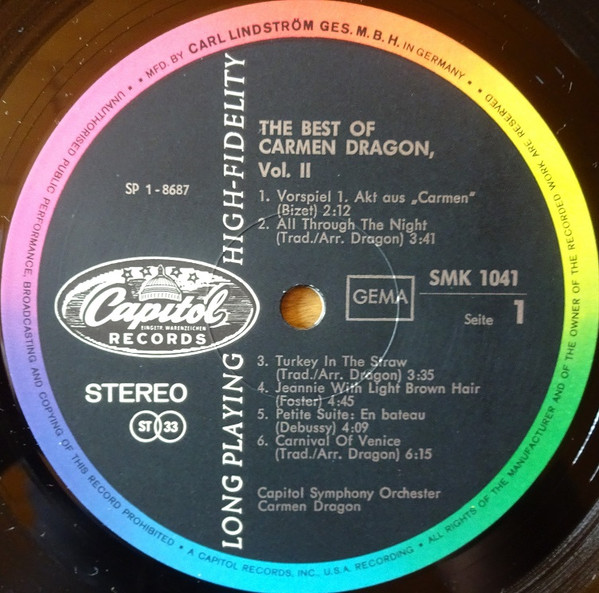 • MFD. BY CARL LINDSTRÖM GES. M. B. H. IN GERMANY •
ALL RIGHTS OF THE MANUFACTURER AND OF THE OWNER OF THE RECORDED WORK ARE RESERVED •
UNAUTHORISED PUBLIC PERFORMANCE, BROADCASTING AND COPYING OF THIS RECORD PROHIBITED •
A CAPITOL RECORDS, INC., U.S.A. RECORDING •
LONG PLAYING HIGH-FIDELITY
THE BEST OF
CARMEN DRAGON,
Vol. II
SP 1-8687
1. Vorspiel 1. Akt aus „Carmen“
(Bizet) 2:12
2. All Through The Night
(Trad./Arr. Dragon) 3:41
Capitol
EINGETR. WARENZEICHEN
RECORDS
GEMA
SMK 1041
Seite 1
STEREO
ST 33
3. Turkey In The Straw
(Trad./Arr. Dragon) 3:35
4. Jeannie With Light Brown Hair
(Foster) 4:45
5. Petite Suite: En bateau
(Debussy) 4:09
6. Carnival Of Venice
(Trad./Arr. Dragon) 6:15
Capitol Symphony Orchester
Carmen Dragon